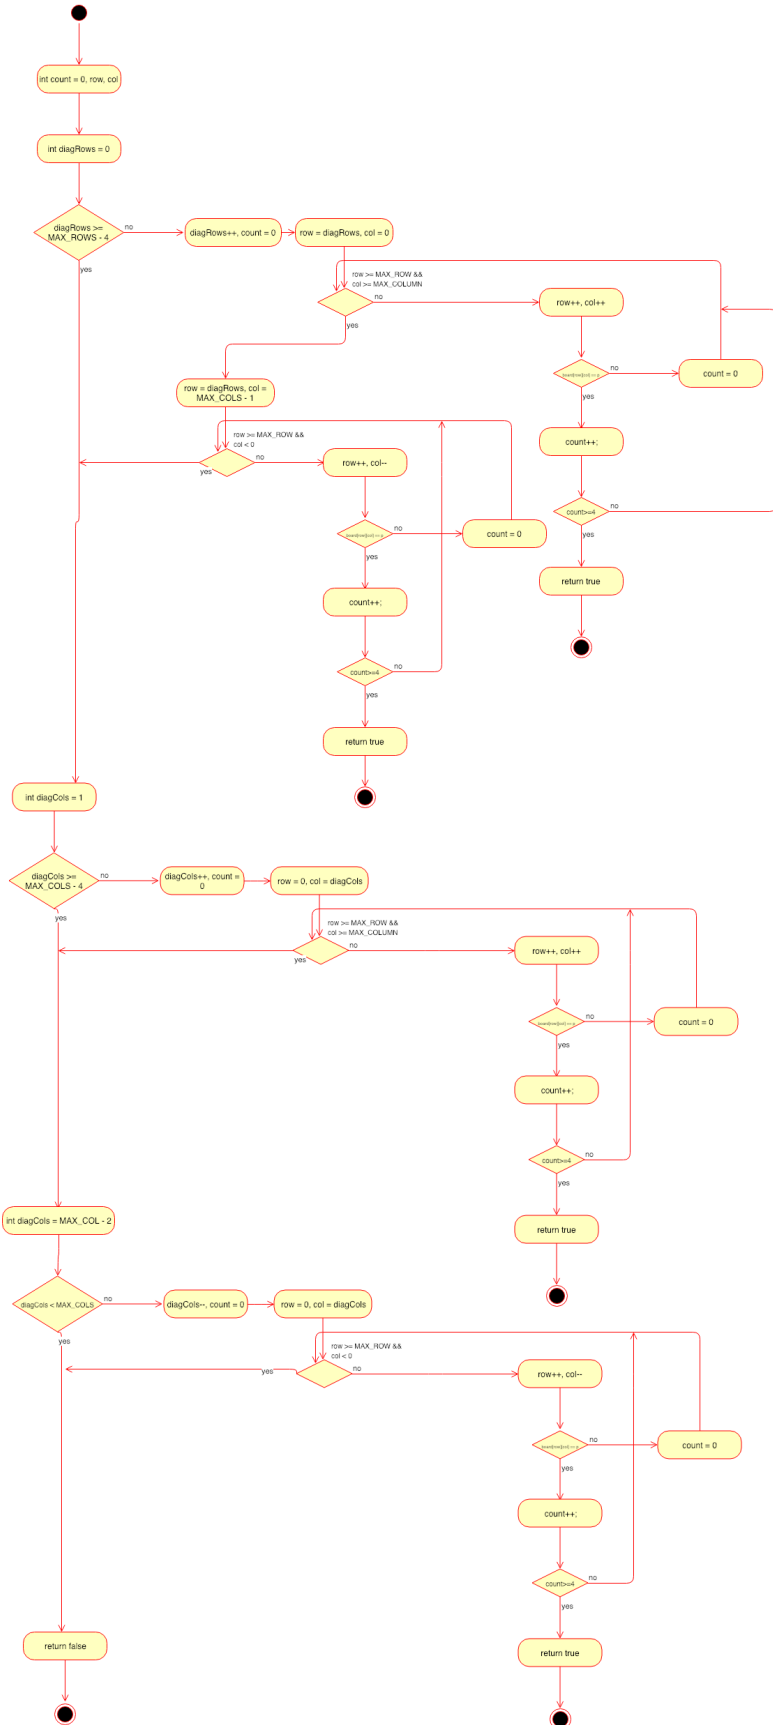 int count = 0, row, col
int diagRows = 0
diagRows >=
MAX_ROWS - 4
no
yes
diagRows++, count = 0
row = diagRows, col = 0
row >= MAX_ROW &&
col >= MAX_COLUMN
no
yes
row++, col++
no
yes
count = 0
count++;
count>=4
no
yes
return true
row = diagRows, col =
MAX_COLS - 1
row >= MAX_ROW &&
col < 0
no
yes
row++, col--
no
yes
count = 0
count++;
count>=4
no
yes
return true
int diagCols = 1
diagCols >=
MAX_COLS - 4
no
yes
diagCols++, count =
0
row = 0, col = diagCols
row >= MAX_ROW &&
col >= MAX_COLUMN
no
yes
row++, col++
no
yes
count = 0
count++;
count>=4
no
yes
return true
int diagCols = MAX_COL - 2
diagCols < MAX_COLS
no
yes
diagCols--, count = 0
row = 0, col = diagCols
row >= MAX_ROW &&
col < 0
no
yes
row++, col--
no
yes
count = 0
count++;
count>=4
no
yes
return true
return false